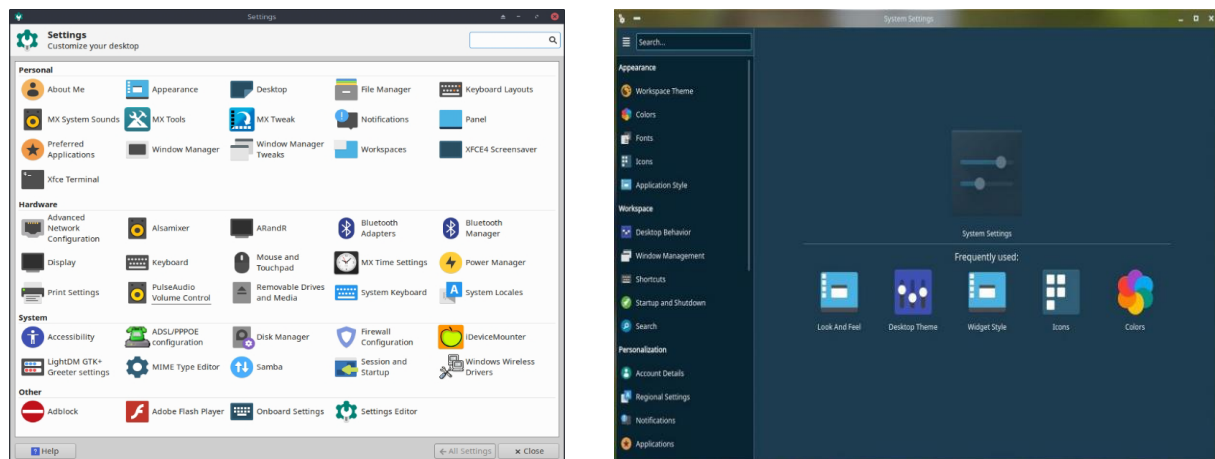 Settings
Settings
Customize your desktop
Personal
About Me
Appearance
Desktop
File Manager
Keyboard Layouts
MX System Sounds
MX Tools
MX Tweak
Notifications
Panel
Preferred
Applications
Window Manager
Window Manager
Tweaks
Workspaces
XFCE4 Screensaver
Xfce Terminal
Hardware
Advanced
Network
Configuration
Alsamixer
ARandR
Bluetooth
Adapters
Bluetooth
Manager
Display
Keyboard
Mouse and
Touchpad
MX Time Settings
Power Manager
Print Settings
PulseAudio
Volume Control
Removable Drives
and Media
System Keyboard
System Locales
System
Accessibility
ADSL/PPPOE
configuration
Disk Manager
Firewall
Configuration
iDeviceMounter
LightDM GTK+
Greeter settings
MIME Type Editor
Samba
Session and
Startup
Windows Wireless
Drivers
Other
Adblock
Adobe Flash Player
Onboard Settings
Settings Editor
Help
All Settings
Close
System Settings
Search...
Appearance
Workspace Theme
Colors
Fonts
Icons
Application Style
Workspace
Desktop Behavior
Window Management
Shortcuts
Startup and Shutdown
Search
Personalization
Account Details
Regional Settings
Notifications
Applications
System Settings
Frequently used:
Look And Feel
Desktop Theme
Widget Style
Icons
Colors